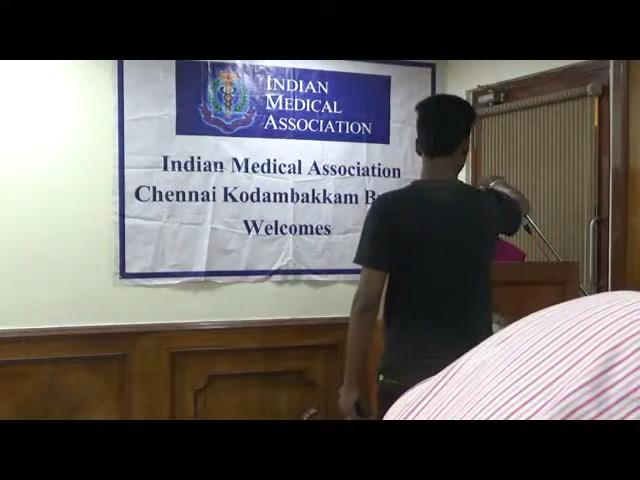 INDIAN
MEDICAL
ASSOCIATION
Indian Medical Association
Chennai Kodambakkam
Welcomes